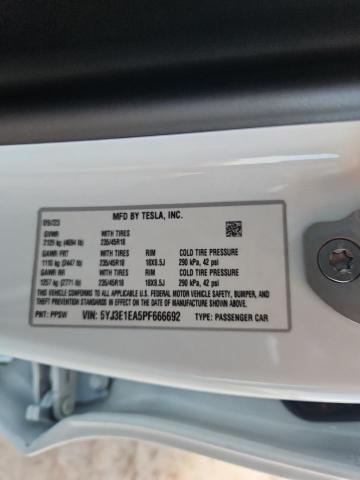 MFD BY TESLA, INC.
09/23
GVWR WITH TIRES
2125 kg (4684 lb) 235/45R18
GAWR FRT WITH TIRES RIM COLD TIRE PRESSURE
1110 kg (2447 lb) 235/45R18 18X8.5J 290 kPa, 42 psi
GAWR RR WITH TIRES RIM COLD TIRE PRESSURE
1257 kg (2771 lb) 235/45R18 18X8.5J 290 kPa, 42 psi
THIS VEHICLE CONFORMS TO ALL APPLICABLE U.S. FEDERAL MOTOR VEHICLE SAFETY, BUMPER, AND
THEFT PREVENTION STANDARDS IN EFFECT ON THE DATE OF MANUFACTURE SHOWN ABOVE.
PNT: PPSW VIN: 5YJ3E1EA5PF666692 TYPE: PASSENGER CAR